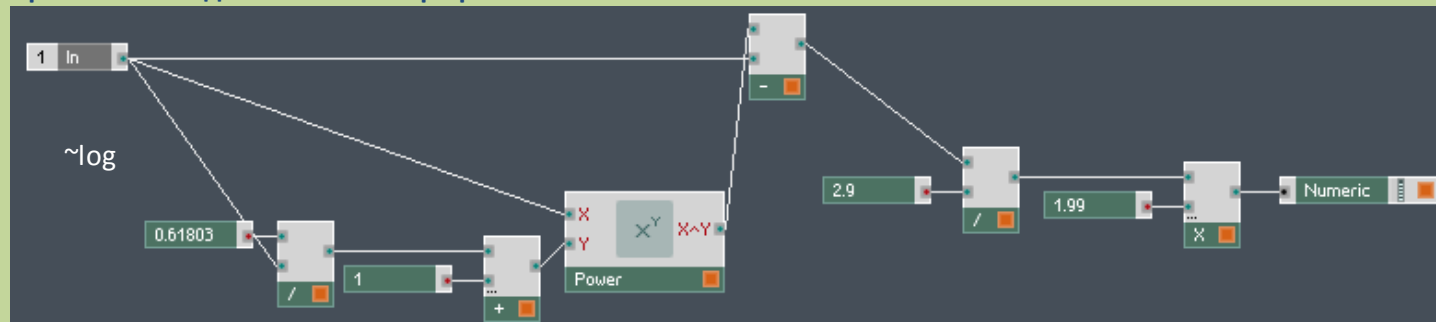 1 In
-
~log
2.9
/
1.99
X
Numeric
0.61803
/
1
...
+
X
Y
X^Y
X^Y
Power
...